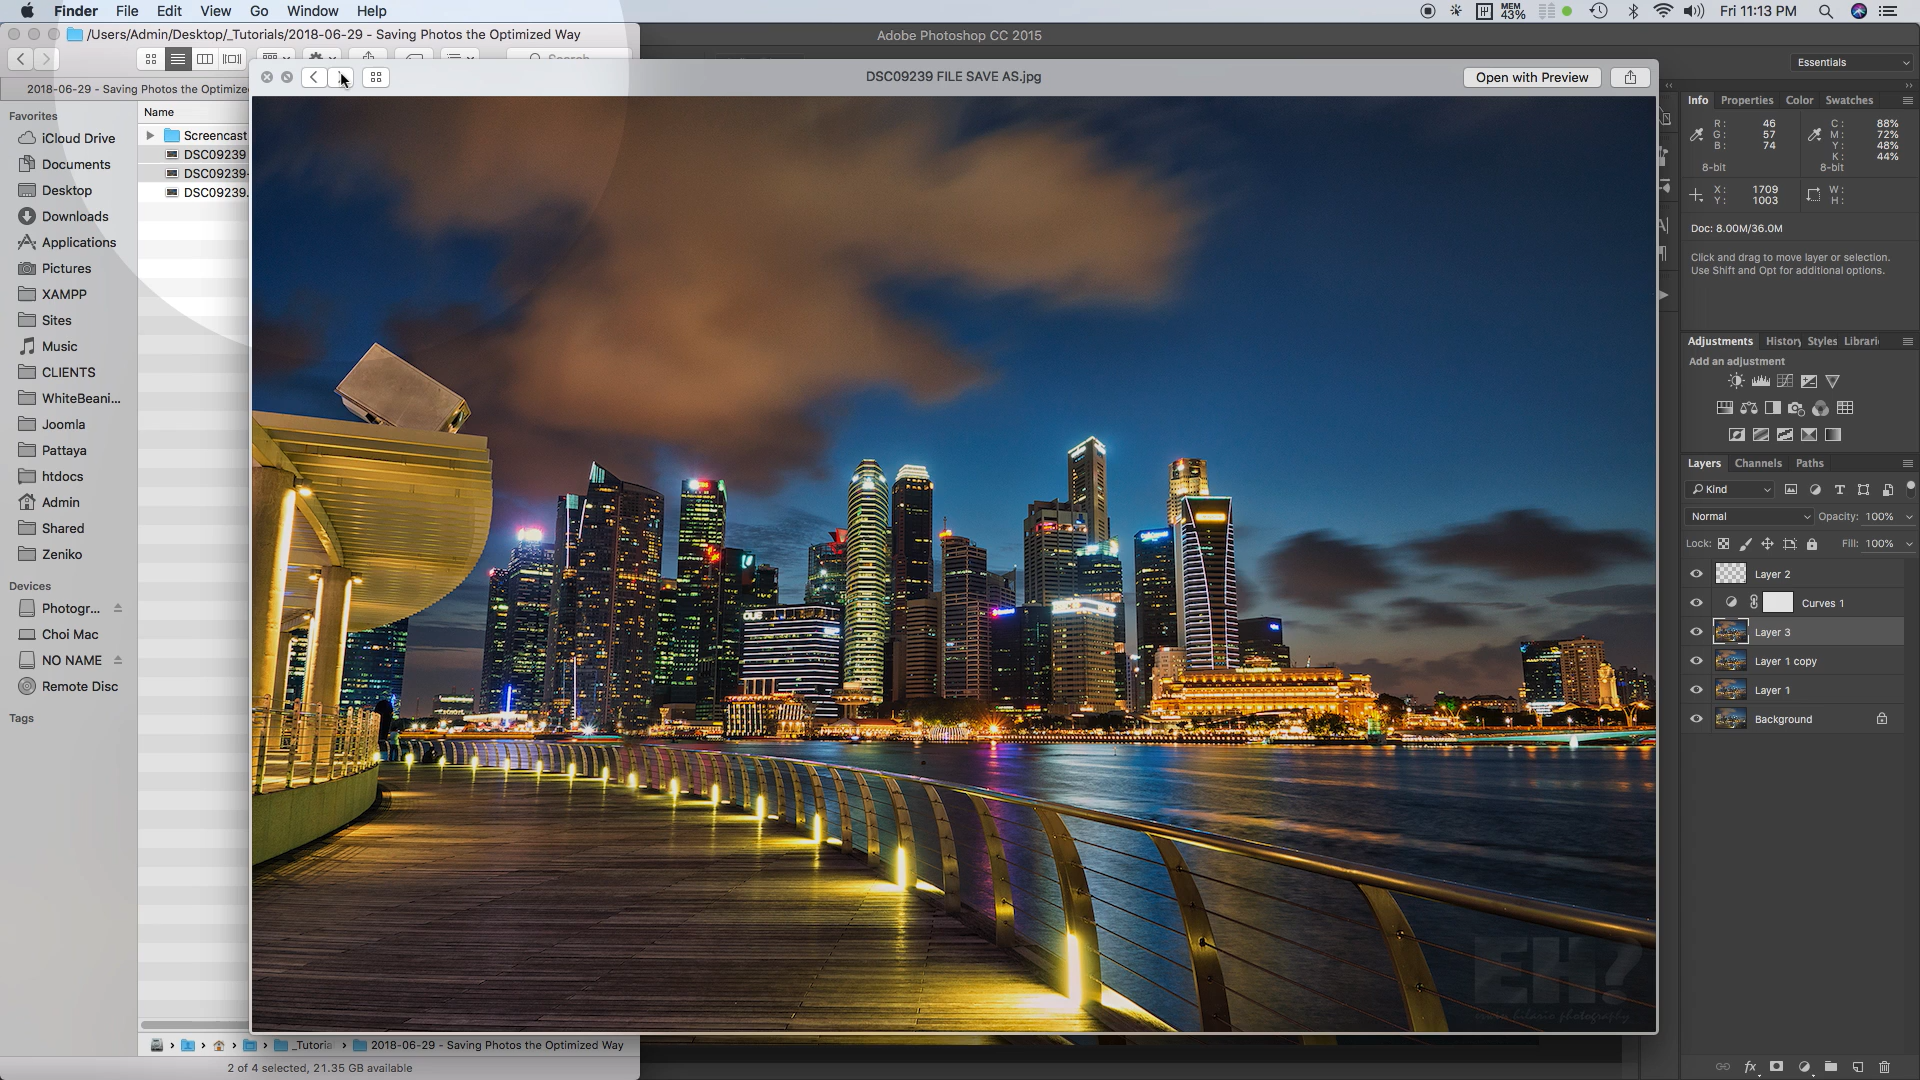 Finder File Edit View Go Window Help
MEM 43% Fri 11:13 PM
/Users/Admin/Desktop/_Tutorials/2018-06-29 - Saving Photos the Optimized Way
Adobe Photoshop CC 2015
Search
Essentials
DSC09239 FILE SAVE AS.jpg
Open with Preview
2018-06-29 - Saving Photos the Optimize
Favorites
iCloud Drive
Documents
Desktop
Downloads
Applications
Pictures
XAMPP
Sites
Music
CLIENTS
WhiteBeani...
Joomla
Pattaya
htdocs
Admin
Shared
Zeniko
Devices
Photogr...
Choi Mac
NO NAME
Remote Disc
Tags
Name
Screencast
DSC09239
DSC09239-
DSC09239.
EH?
erwin hilario photography
_Tutoria
2018-06-29 - Saving Photos the Optimized Way
2 of 4 selected, 21.35 GB available
Info Properties Color Swatches
R: 46 C: 88%
G: 57 M: 72%
B: 74 Y: 48%
K: 44%
8-bit 8-bit
X: 1709 W:
Y: 1003 H:
Doc: 8.00M/36.0M
Click and drag to move layer or selection.
Use Shift and Opt for additional options.
Adjustments History Styles Librari
Add an adjustment
Layers Channels Paths
Kind
Normal Opacity: 100%
Lock: Fill: 100%
Layer 2
Curves 1
Layer 3
Layer 1 copy
Layer 1
Background
fx